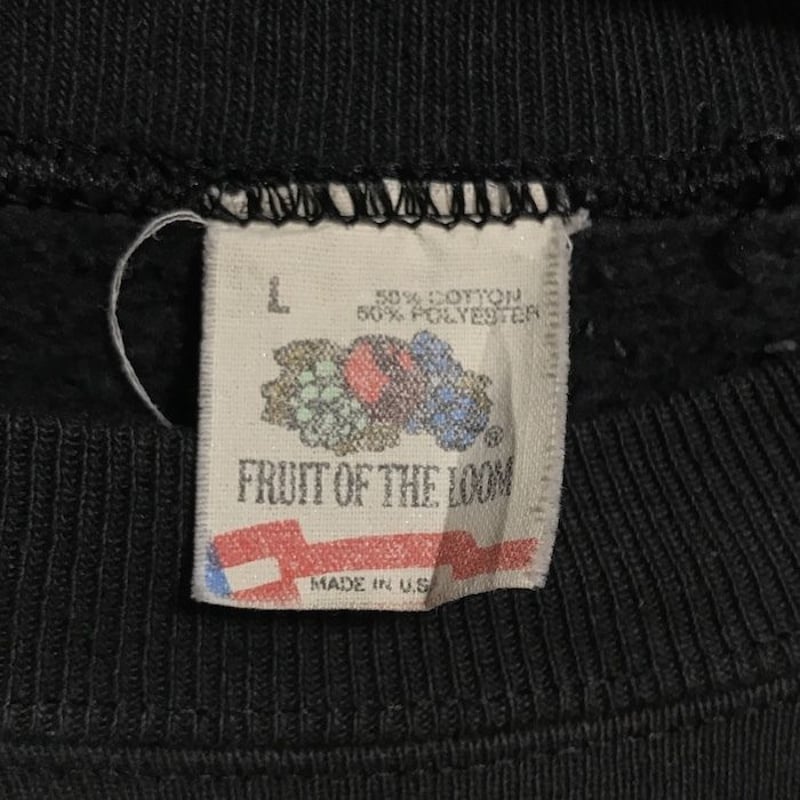 L
50% COTTON
50% POLYESTER
®
FRUIT OF THE LOOM
MADE IN U.S.